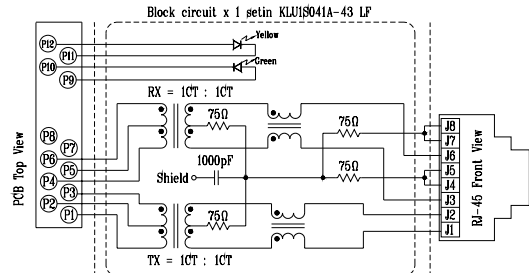 Block circuit x 1 setin KLU1S041A-43 LF
P12
Yellow
P11
P10
Green
P9
RX = 1CT : 1CT
P8
75Ω
75Ω
J8
P7
J7
P6
1000pF
J6
P5
75Ω
J5
P4
Shield
J4
P3
J3
P2
75Ω
J2
P1
J1
TX = 1CT : 1CT
PCB Top View
RJ-45 Front View